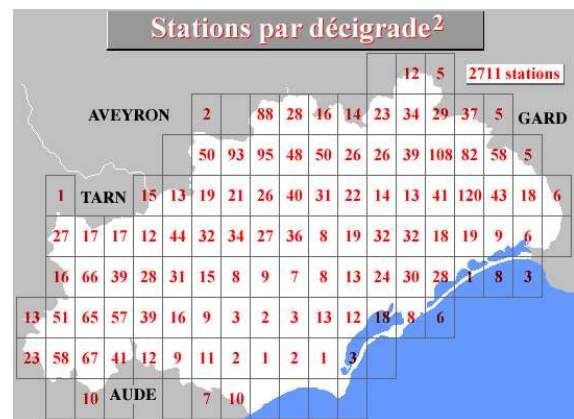 Stations par décigrade²
12 5 2711 stations
AVEYRON 2 88 28 16 14 23 34 29 37 5 GARD
50 93 95 48 50 26 26 39 108 82 58 5
1 TARN 15 13 19 21 26 40 31 22 14 13 41 120 43 18 6
27 17 17 12 44 32 34 27 36 8 19 32 32 18 19 9 6
16 66 39 28 31 15 8 9 7 8 13 24 30 28 1 8 3
13 51 65 57 39 16 9 3 2 3 13 12 18 8 6
23 58 67 41 12 9 11 2 1 2 1 3
10 AUDE 7 10